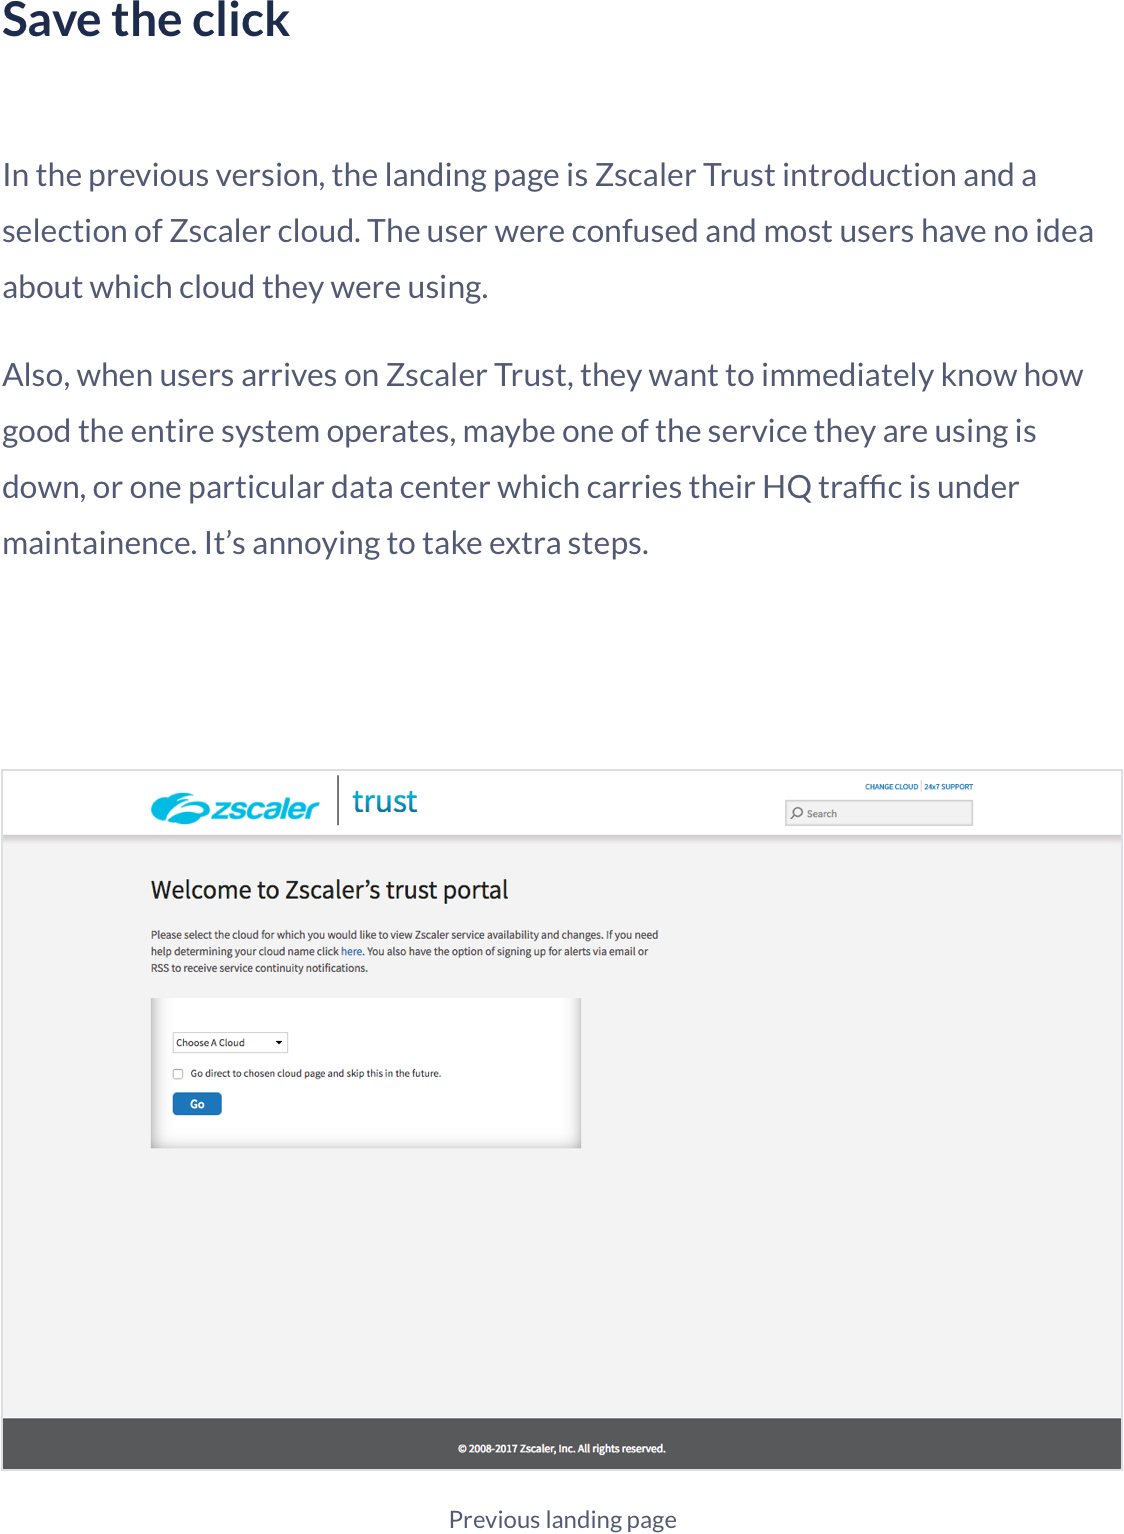 Save the click
In the previous version, the landing page is Zscaler Trust introduction and a
selection of Zscaler cloud. The user were confused and most users have no idea
about which cloud they were using.
Also, when users arrives on Zscaler Trust, they want to immediately know how
good the entire system operates, maybe one of the service they are using is
down, or one particular data center which carries their HQ traffic is under
maintainence. It’s annoying to take extra steps.
zscaler trust
CHANGE CLOUD | 24x7 SUPPORT
Search
Welcome to Zscaler’s trust portal
Please select the cloud for which you would like to view Zscaler service availability and changes. If you need
help determining your cloud name click here. You also have the option of signing up for alerts via email or
RSS to receive service continuity notifications.
Choose A Cloud
Go direct to chosen cloud page and skip this in the future.
Go
© 2008-2017 Zscaler, Inc. All rights reserved.
Previous landing page